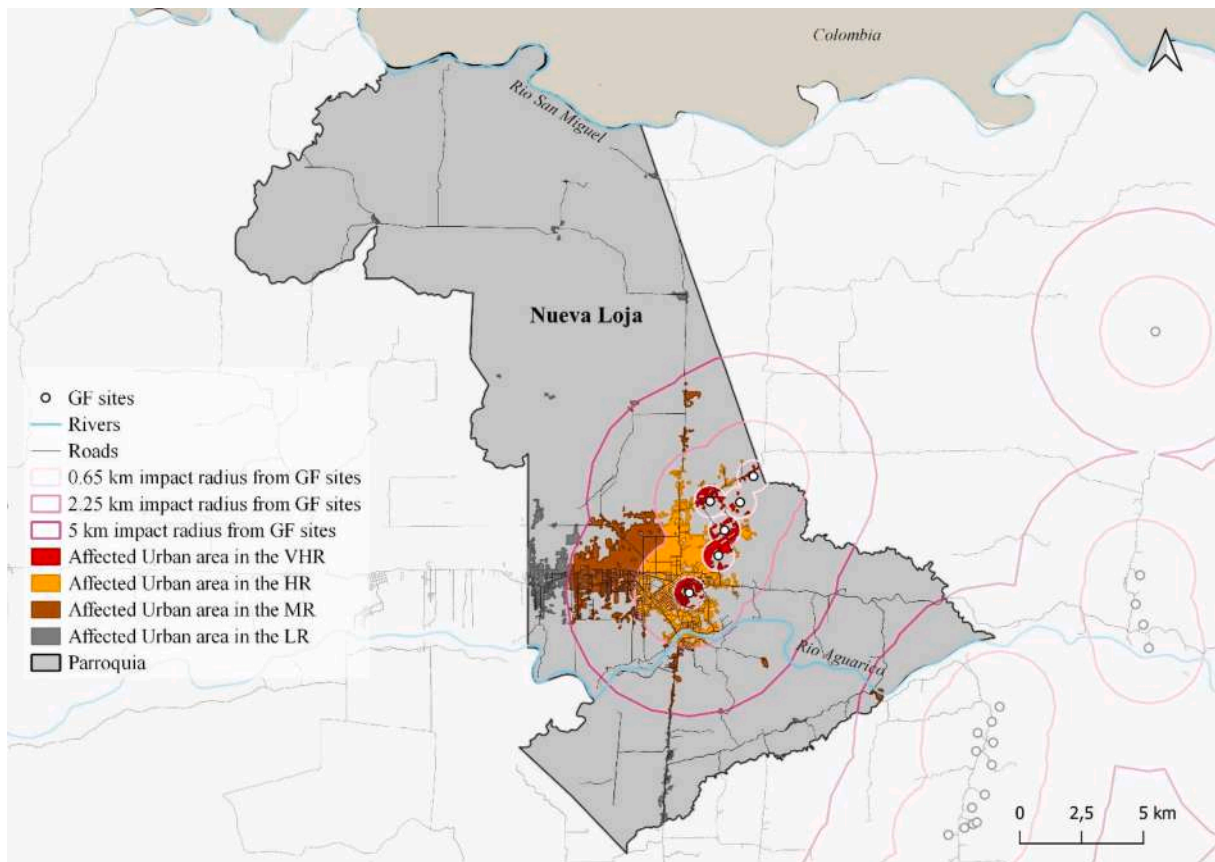 Colombia
Rio San Miguel
Nueva Loja
GF sites
Rivers
Roads
0.65 km impact radius from GF sites
2.25 km impact radius from GF sites
5 km impact radius from GF sites
Affected Urban area in the VHR
Affected Urban area in the HR
Affected Urban area in the MR
Affected Urban area in the LR
Parroquia
Rio Aguarico
0 2,5 5 km